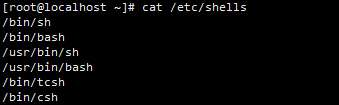 [root@localhost ~]# cat /etc/shells
/bin/sh
/bin/bash
/usr/bin/sh
/usr/bin/bash
/bin/tcsh
/bin/csh